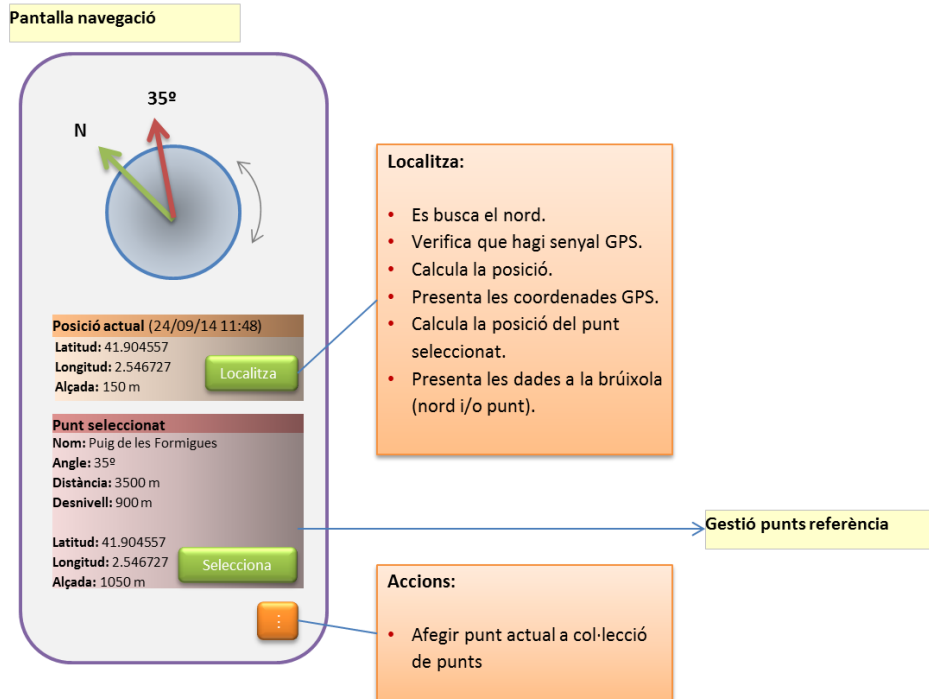 Pantalla navegació
35º
N
Posició actual (24/09/14 11:48)
Latitud: 41.904557
Longitud: 2.546727
Alçada: 150 m
Localitza
Punt seleccionat
Nom: Puig de les Formigues
Angle: 35º
Distància: 3500 m
Desnivell: 900 m
Latitud: 41.904557
Longitud: 2.546727
Alçada: 1050 m
Selecciona
Localitza:
• Es busca el nord.
• Verifica que hagi senyal GPS.
• Calcula la posició.
• Presenta les coordenades GPS.
• Calcula la posició del punt
seleccionat.
• Presenta les dades a la brúixola
(nord i/o punt).
Gestió punts referència
Accions:
• Afegir punt actual a col·lecció
de punts